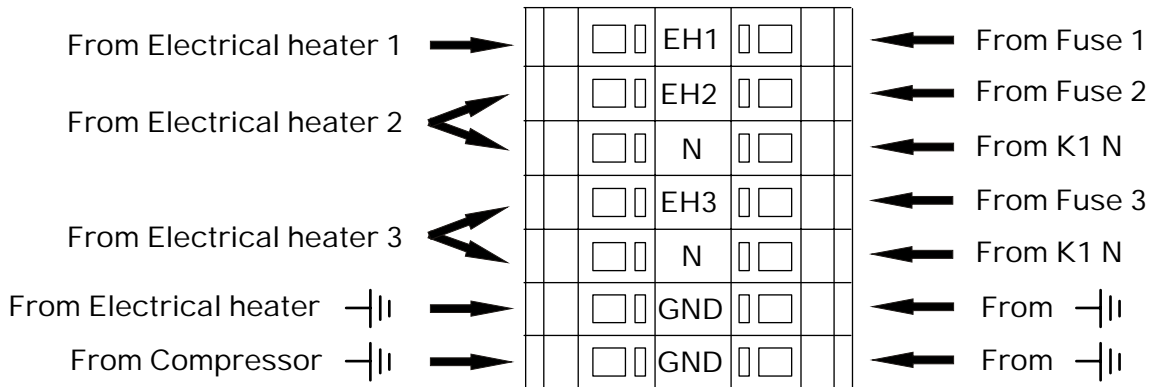 From Electrical heater 1 EH1 From Fuse 1
From Electrical heater 2 EH2 From Fuse 2
N From K1 N
From Electrical heater 3 EH3 From Fuse 3
N From K1 N
From Electrical heater GND From
From Compressor GND From